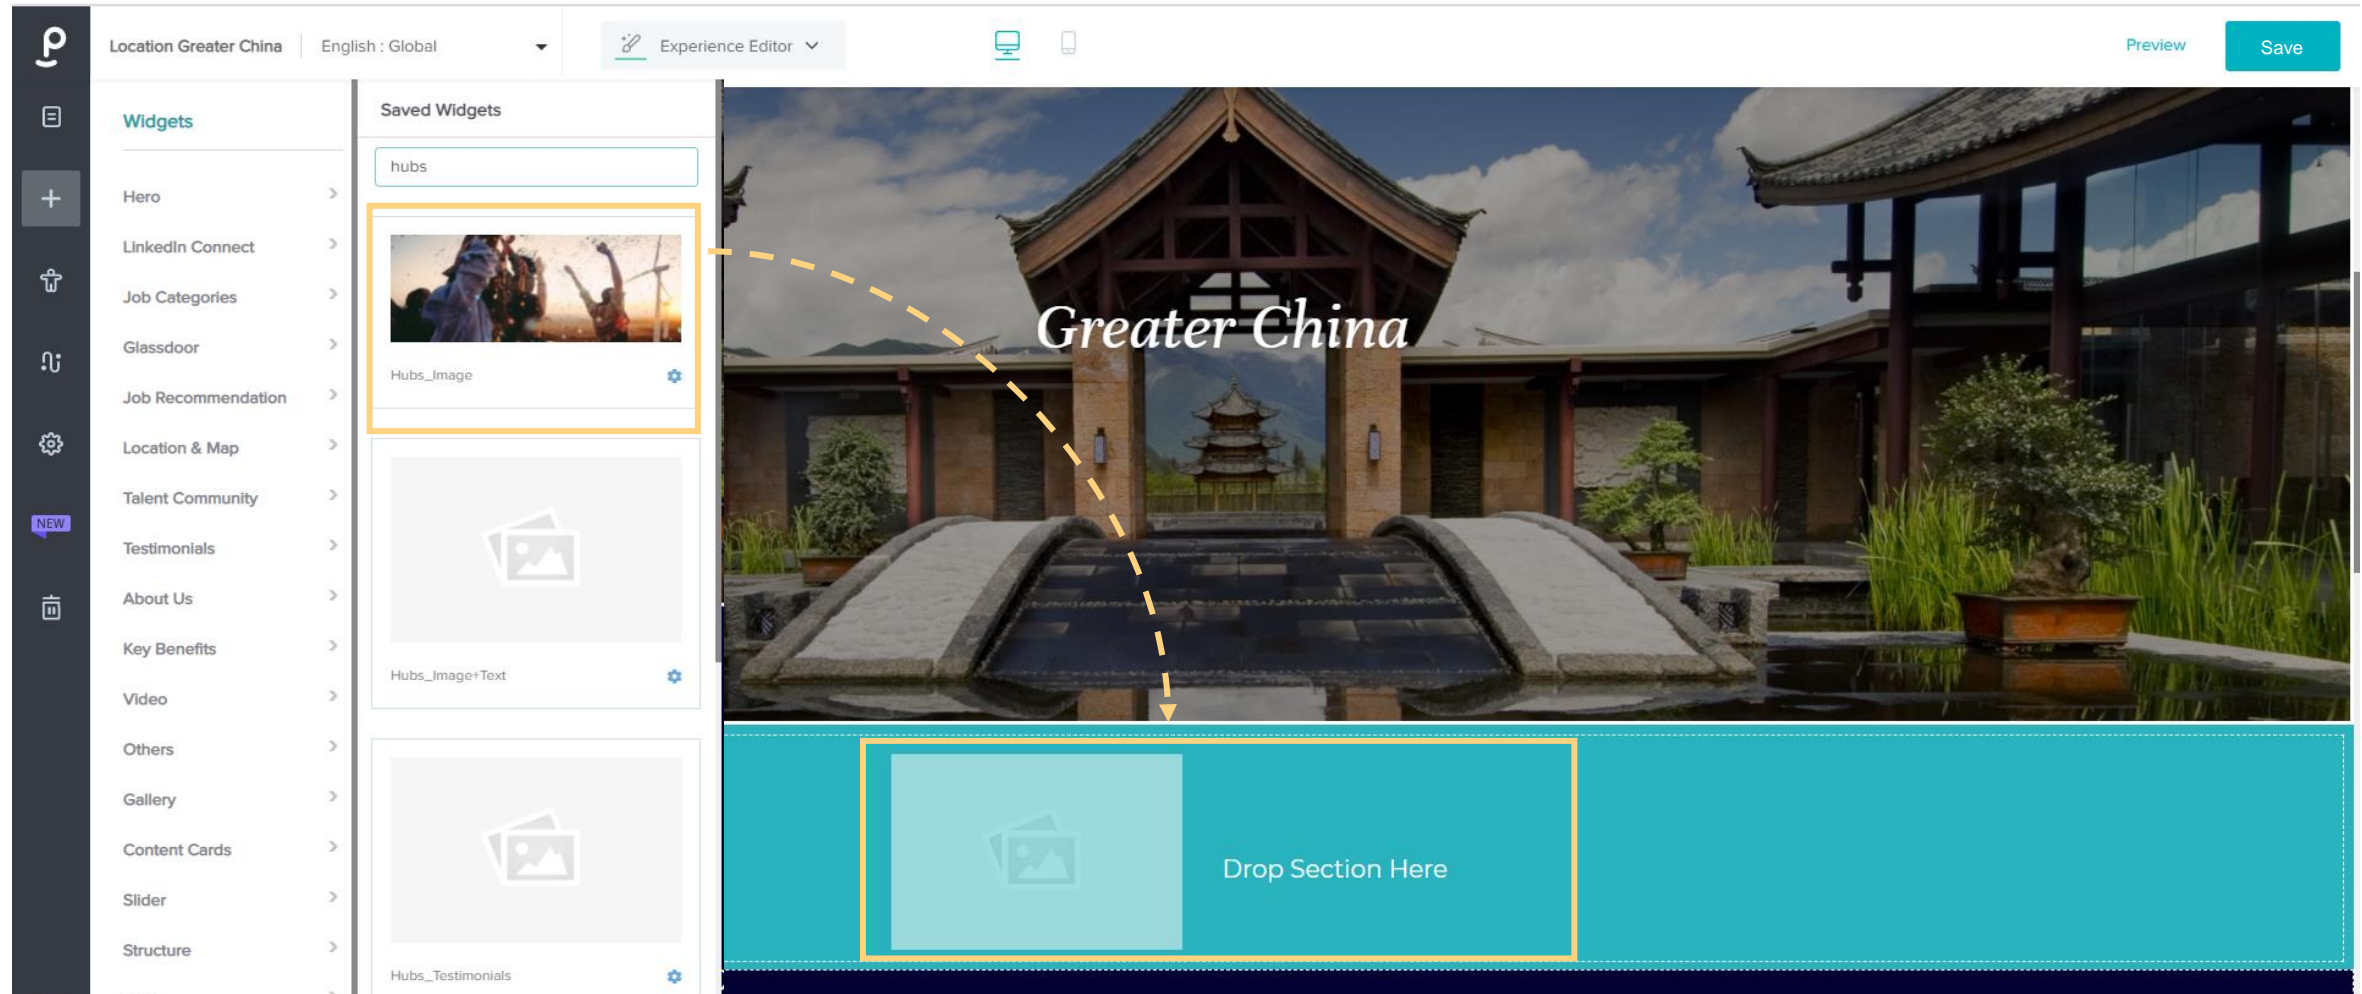 Location Greater China
English : Global
Experience Editor
Preview
Save
Widgets
Hero
LinkedIn Connect
Job Categories
Glassdoor
Job Recommendation
Location & Map
Talent Community
Testimonials
About Us
Key Benefits
Video
Others
Gallery
Content Cards
Slider
Structure
NEW
Saved Widgets
hubs
Hubs_Image
Hubs_Image+Text
Hubs_Testimonials
Greater China
Drop Section Here